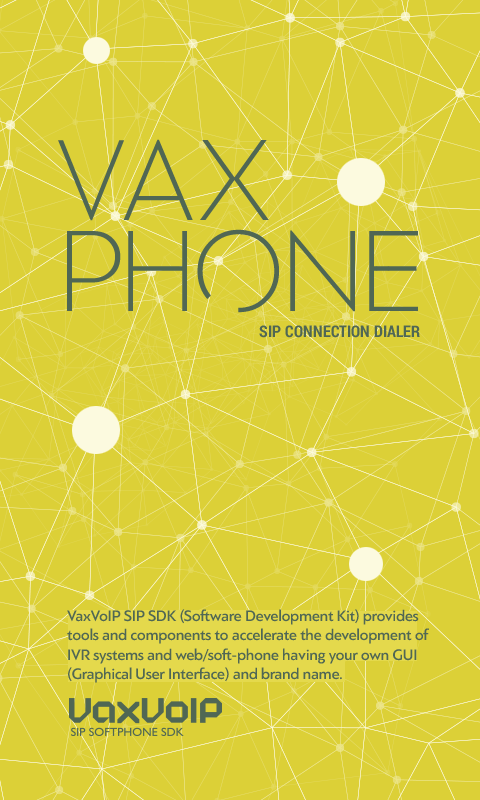 VAX
PHONE
SIP CONNECTION DIALER
VaxVoIP SIP SDK (Software Development Kit) provides
tools and components to accelerate the development of
IVR systems and web/soft-phone having your own GUI
(Graphical User Interface) and brand name.
VaxVoIP
SIP SOFTPHONE SDK